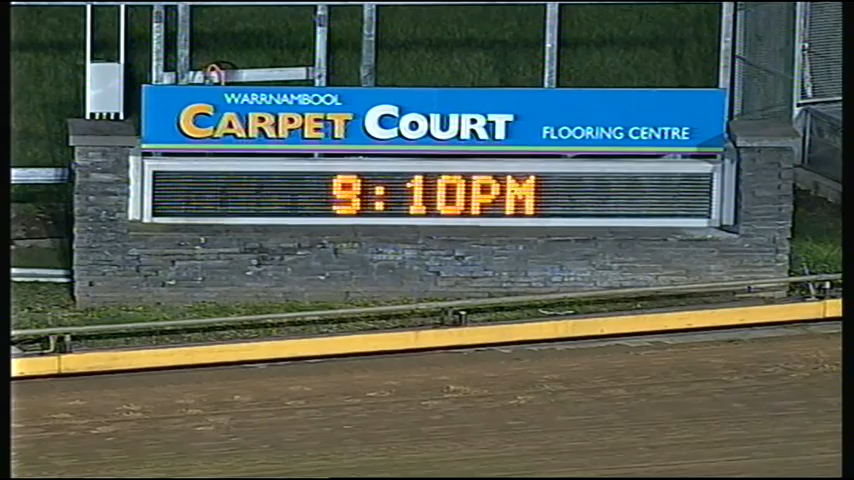 WARRNAMBOOL
CARPET COURT
FLOORING CENTRE
9:10PM